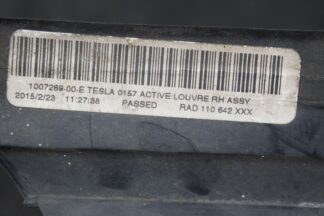 1007269-00-E TESLA 0157 ACTIVE LOUVRE RH ASSY
2015/2/23 11:27:38 PASSED RAD 110 642 XXX